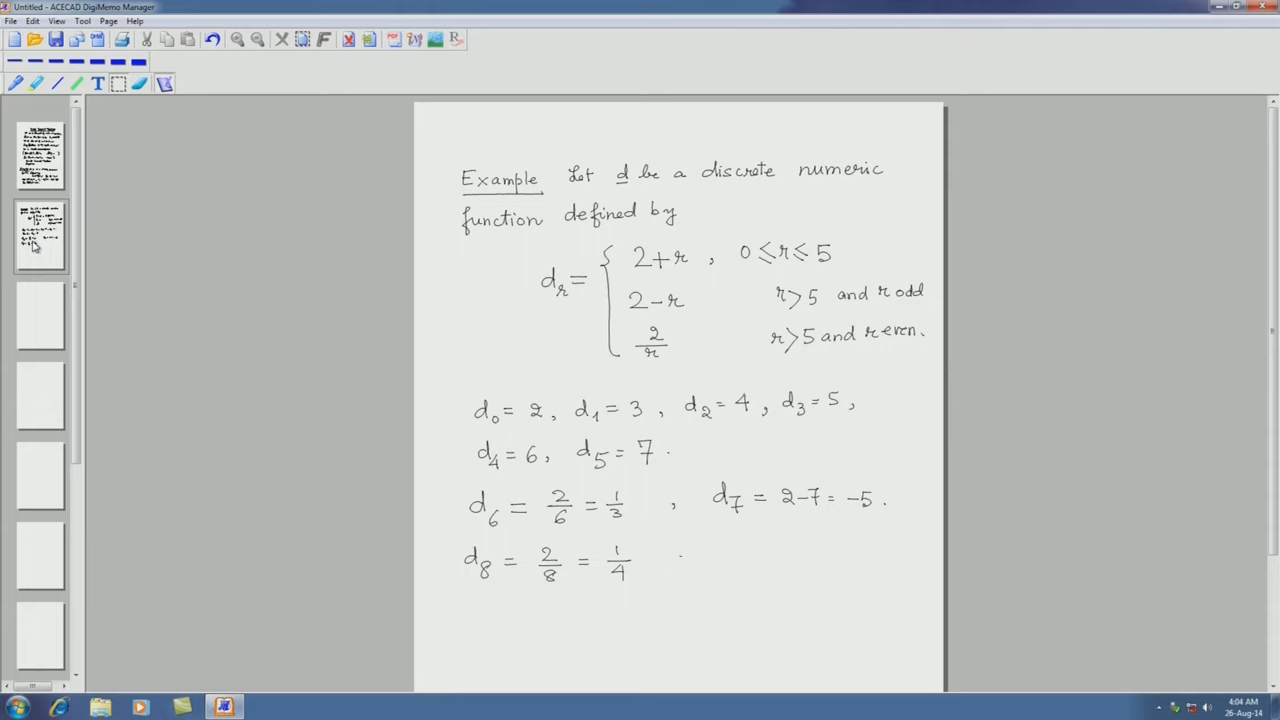 Untitled - ACECAD DigiMemo Manager
File Edit View Tool Page Help
Example Let d be a discrete numeric
function defined by
d_r = { 2+r , 0 ≤ r ≤ 5
2-r r > 5 and r odd
2/r r > 5 and r even.
d_0 = 2, d_1 = 3, d_2 = 4, d_3 = 5,
d_4 = 6, d_5 = 7.
d_6 = 2/6 = 1/3 , d_7 = 2-7 = -5.
d_8 = 2/8 = 1/4
4:04 AM
26-Aug-14